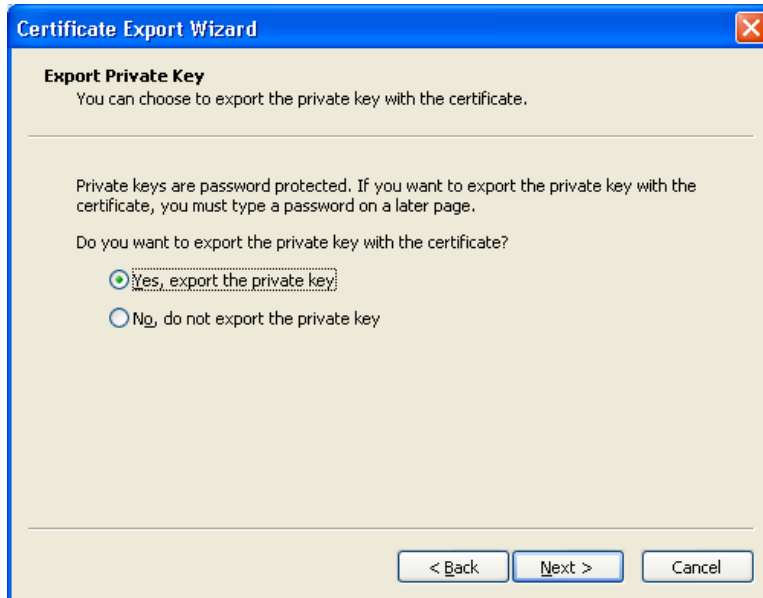 Certificate Export Wizard
Export Private Key
You can choose to export the private key with the certificate.
Private keys are password protected. If you want to export the private key with the
certificate, you must type a password on a later page.
Do you want to export the private key with the certificate?
Yes, export the private key
No, do not export the private key
< Back
Next >
Cancel